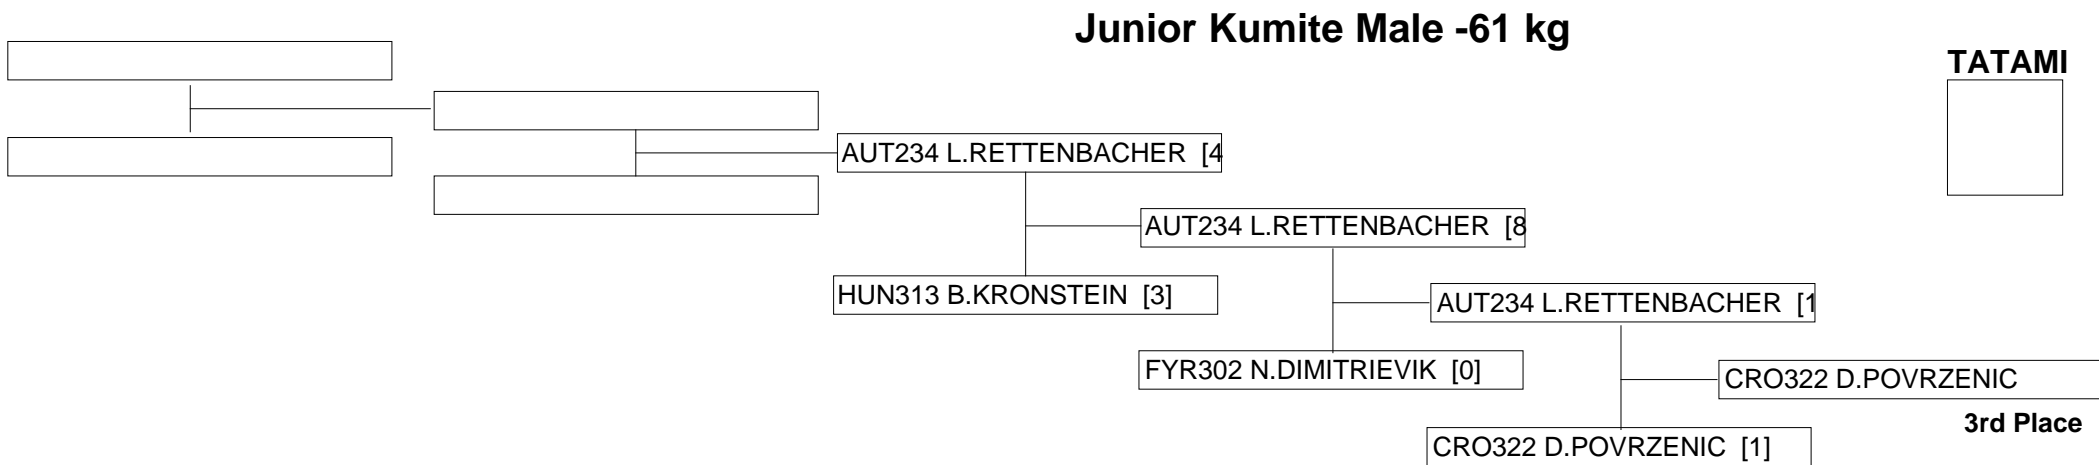 Junior Kumite Male -61 kg
TATAMI
AUT234 L.RETTENBACHER [4
AUT234 L.RETTENBACHER [8
HUN313 B.KRONSTEIN [3]
AUT234 L.RETTENBACHER [1
FYR302 N.DIMITRIEVIK [0]
CRO322 D.POVRZENIC
3rd Place
CRO322 D.POVRZENIC [1]